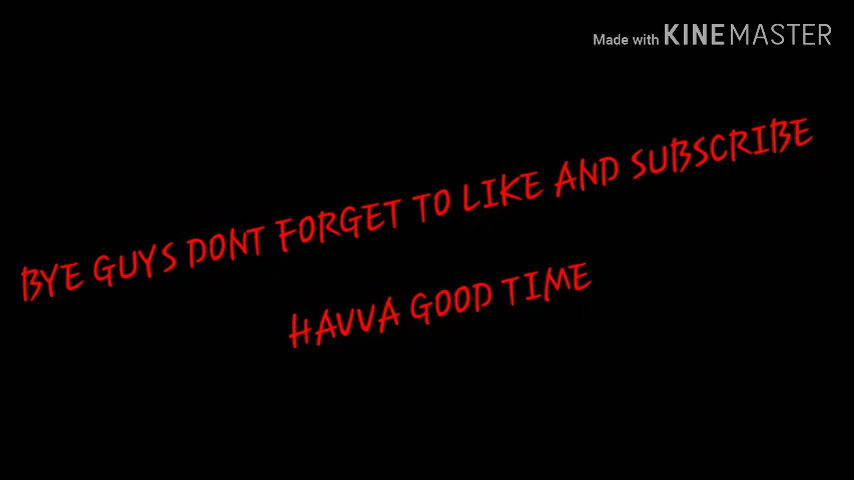 Made with KINEMASTER
BYE GUYS DONT FORGET TO LIKE AND SUBSCRIBE
HAVVA GOOD TIME